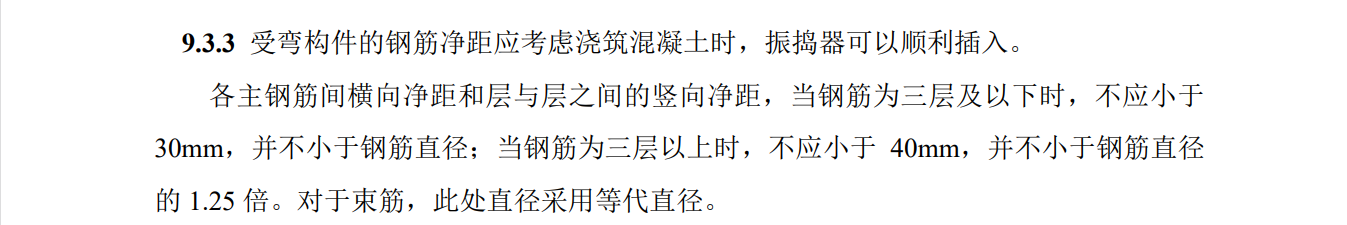 9.3.3 受弯构件的钢筋净距应考虑浇筑混凝土时，振捣器可以顺利插入。
各主钢筋间横向净距和层与层之间的竖向净距，当钢筋为三层及以下时，不应小于
30mm，并不小于钢筋直径；当钢筋为三层以上时，不应小于 40mm，并不小于钢筋直径
的 1.25 倍。对于束筋，此处直径采用等代直径。